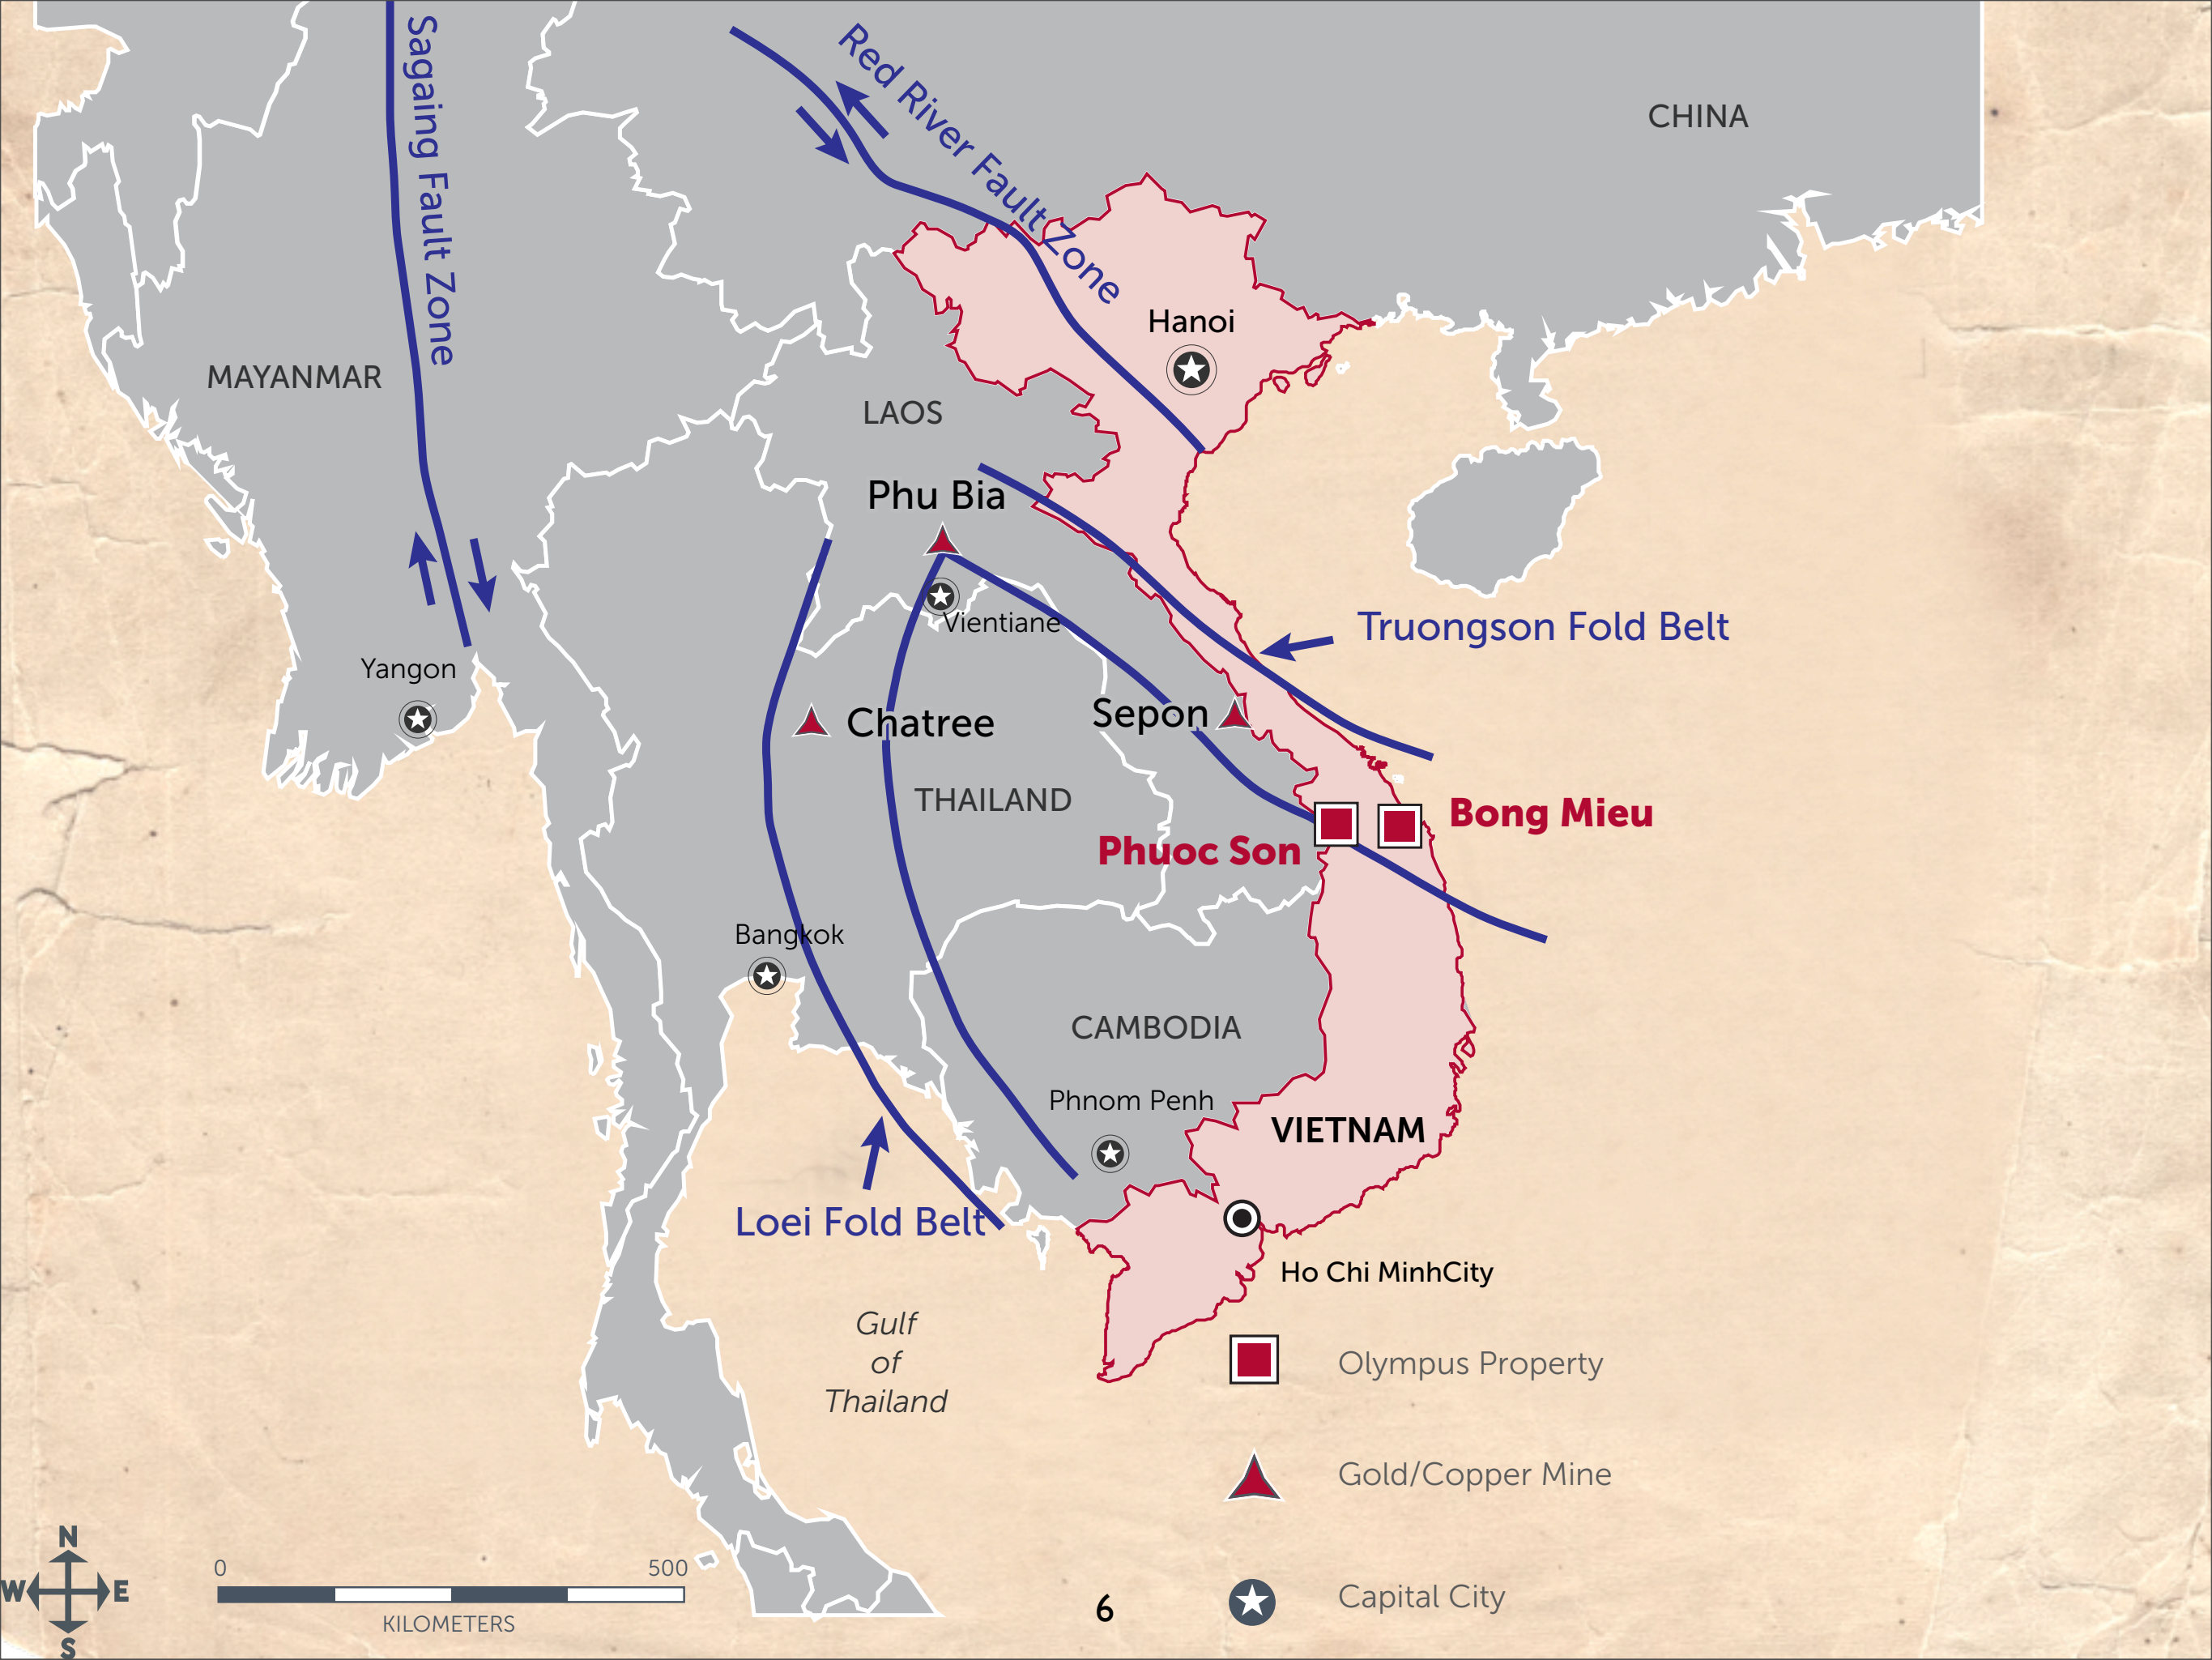 Sagaing Fault Zone
Red River Fault Zone
CHINA
Hanoi
MAYANMAR
LAOS
Phu Bia
Vientiane
Truongson Fold Belt
Yangon
Chatree
Sepon
THAILAND
Bong Mieu
Phuoc Son
Bangkok
CAMBODIA
Phnom Penh
VIETNAM
Loei Fold Belt
Ho Chi MinhCity
Gulf
of
Thailand
Olympus Property
Gold/Copper Mine
Capital City
N
W E
S
0 500
KILOMETERS
6